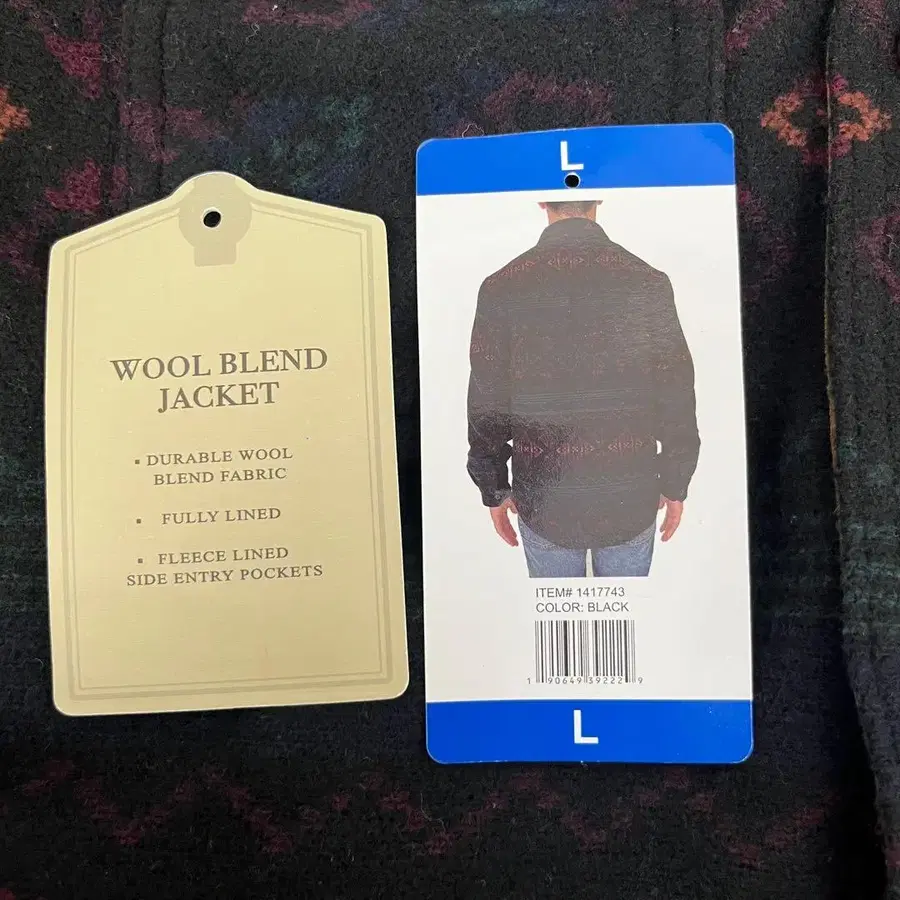 WOOL BLEND
JACKET
▪ DURABLE WOOL
BLEND FABRIC
▪ FULLY LINED
▪ FLEECE LINED
SIDE ENTRY POCKETS
L
ITEM# 1417743
COLOR: BLACK
1 90649 39222 9
L